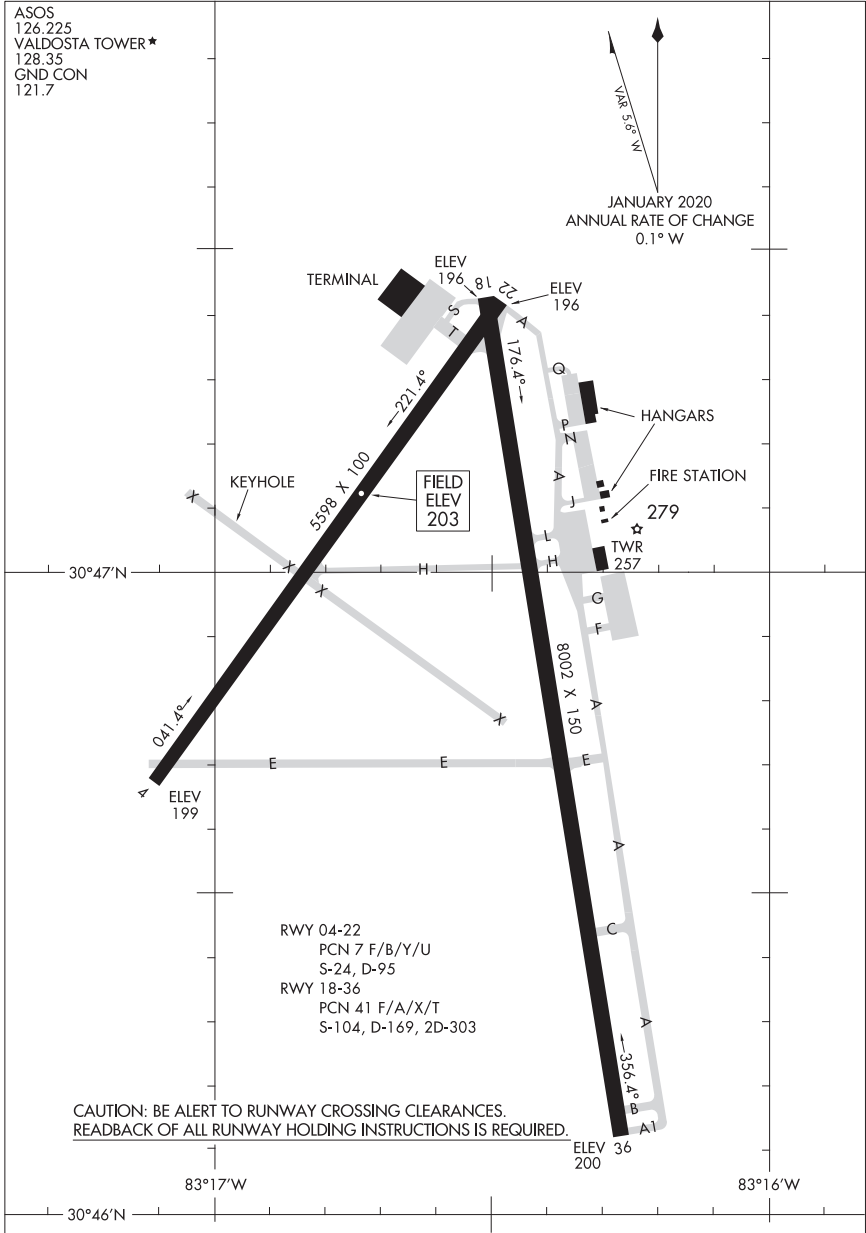 ASOS
126.225
VALDOSTA TOWER★
128.35
GND CON
121.7
VAR 5.6° W
JANUARY 2020
ANNUAL RATE OF CHANGE
0.1° W
TERMINAL
ELEV
196
18
22
ELEV
196
S
T
A
176.4°
221.4°
Q
HANGARS
P
N
5598 X 100
KEYHOLE
X
FIELD
ELEV
203
A
J
FIRE STATION
279
L
TWR
257
30°47'N
X
H
H
X
G
F
8002 X 150
A
X
041.4°
E
E
E
4
ELEV
199
A
C
RWY 04-22
PCN 7 F/B/Y/U
S-24, D-95
RWY 18-36
PCN 41 F/A/X/T
S-104, D-169, 2D-303
A
356.4°
B
A1
CAUTION: BE ALERT TO RUNWAY CROSSING CLEARANCES.
READBACK OF ALL RUNWAY HOLDING INSTRUCTIONS IS REQUIRED.
ELEV
200
36
83°17'W
83°16'W
30°46'N